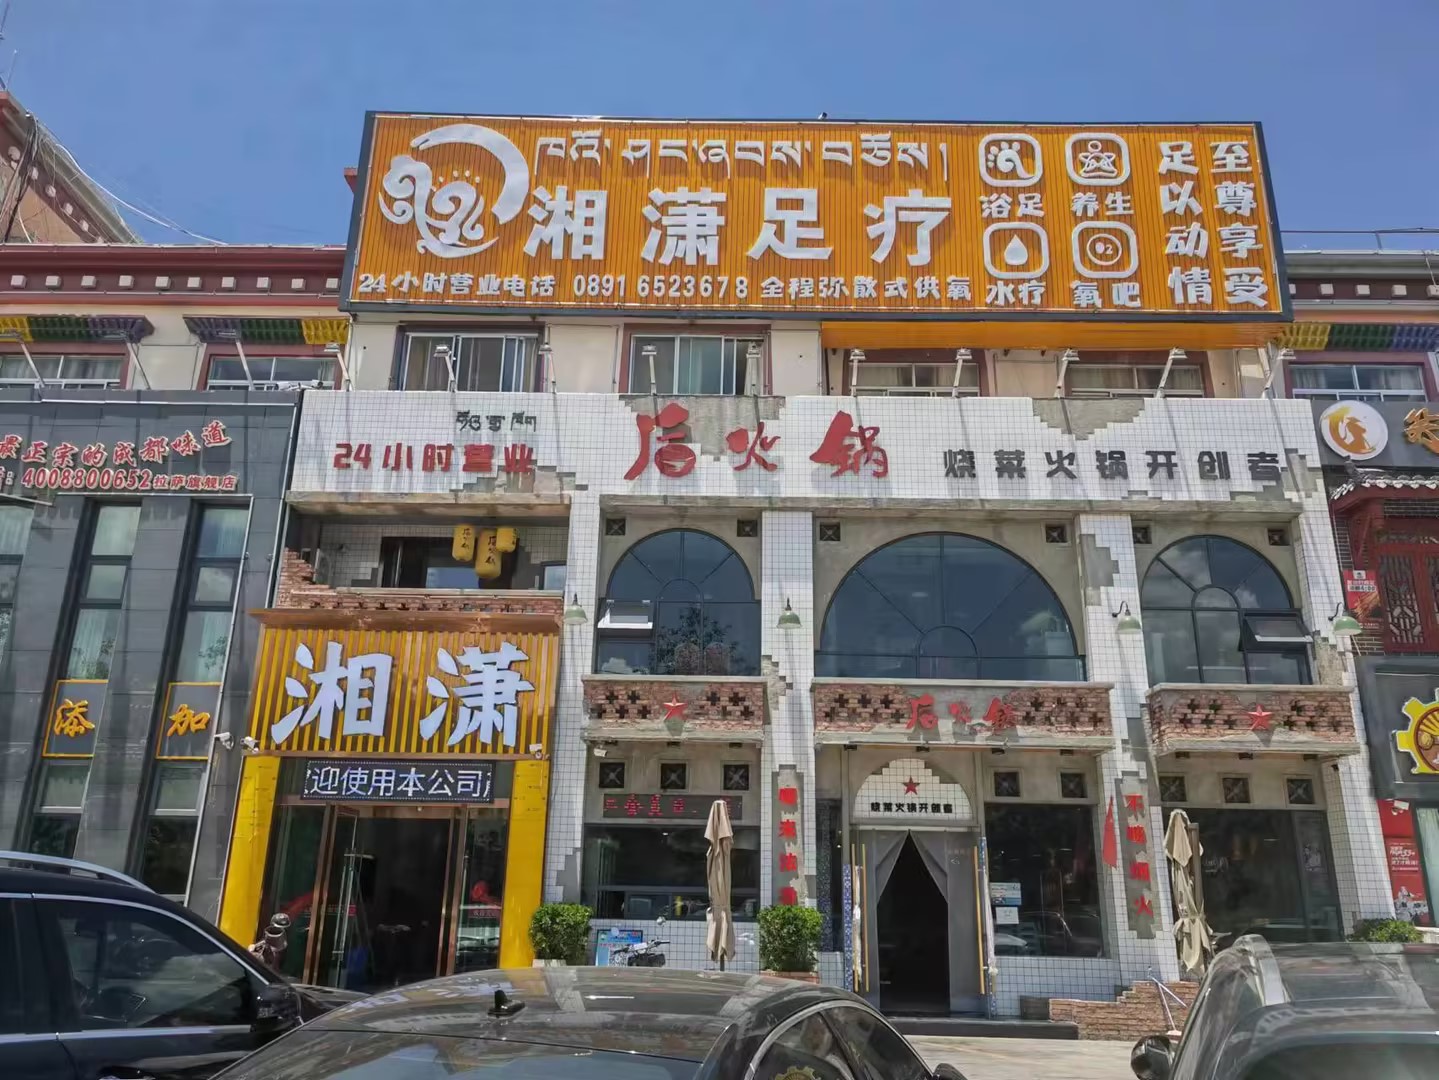 湘潇足疗
24小时营业电话 0891 6523678 全程弥散式供氧
浴足
养生
水疗
氧吧
至尊享受
足以动情
最正宗的成都味道
4008800652拉萨旗舰店
24小时营业
后火锅
烧菜火锅开创者
添加
湘潇
迎使用本公司
后火锅
烧菜火锅开创者